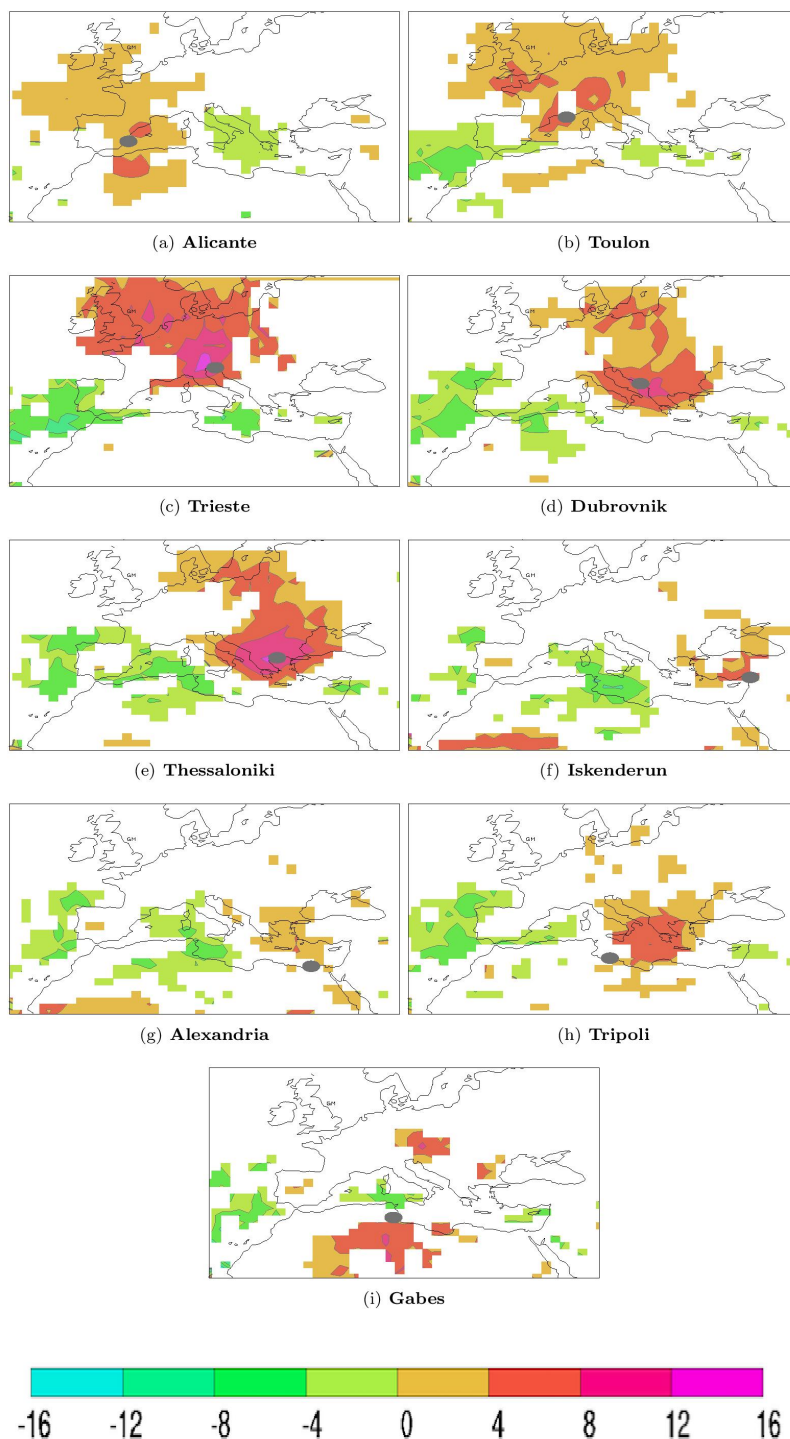 GM
GM
(a) Alicante
(b) Toulon
GM
GM
(c) Trieste
(d) Dubrovnik
GM
GM
(e) Thessaloniki
(f) Iskenderun
GM
GM
(g) Alexandria
(h) Tripoli
GM
(i) Gabes
-16 -12 -8 -4 0 4 8 12 16